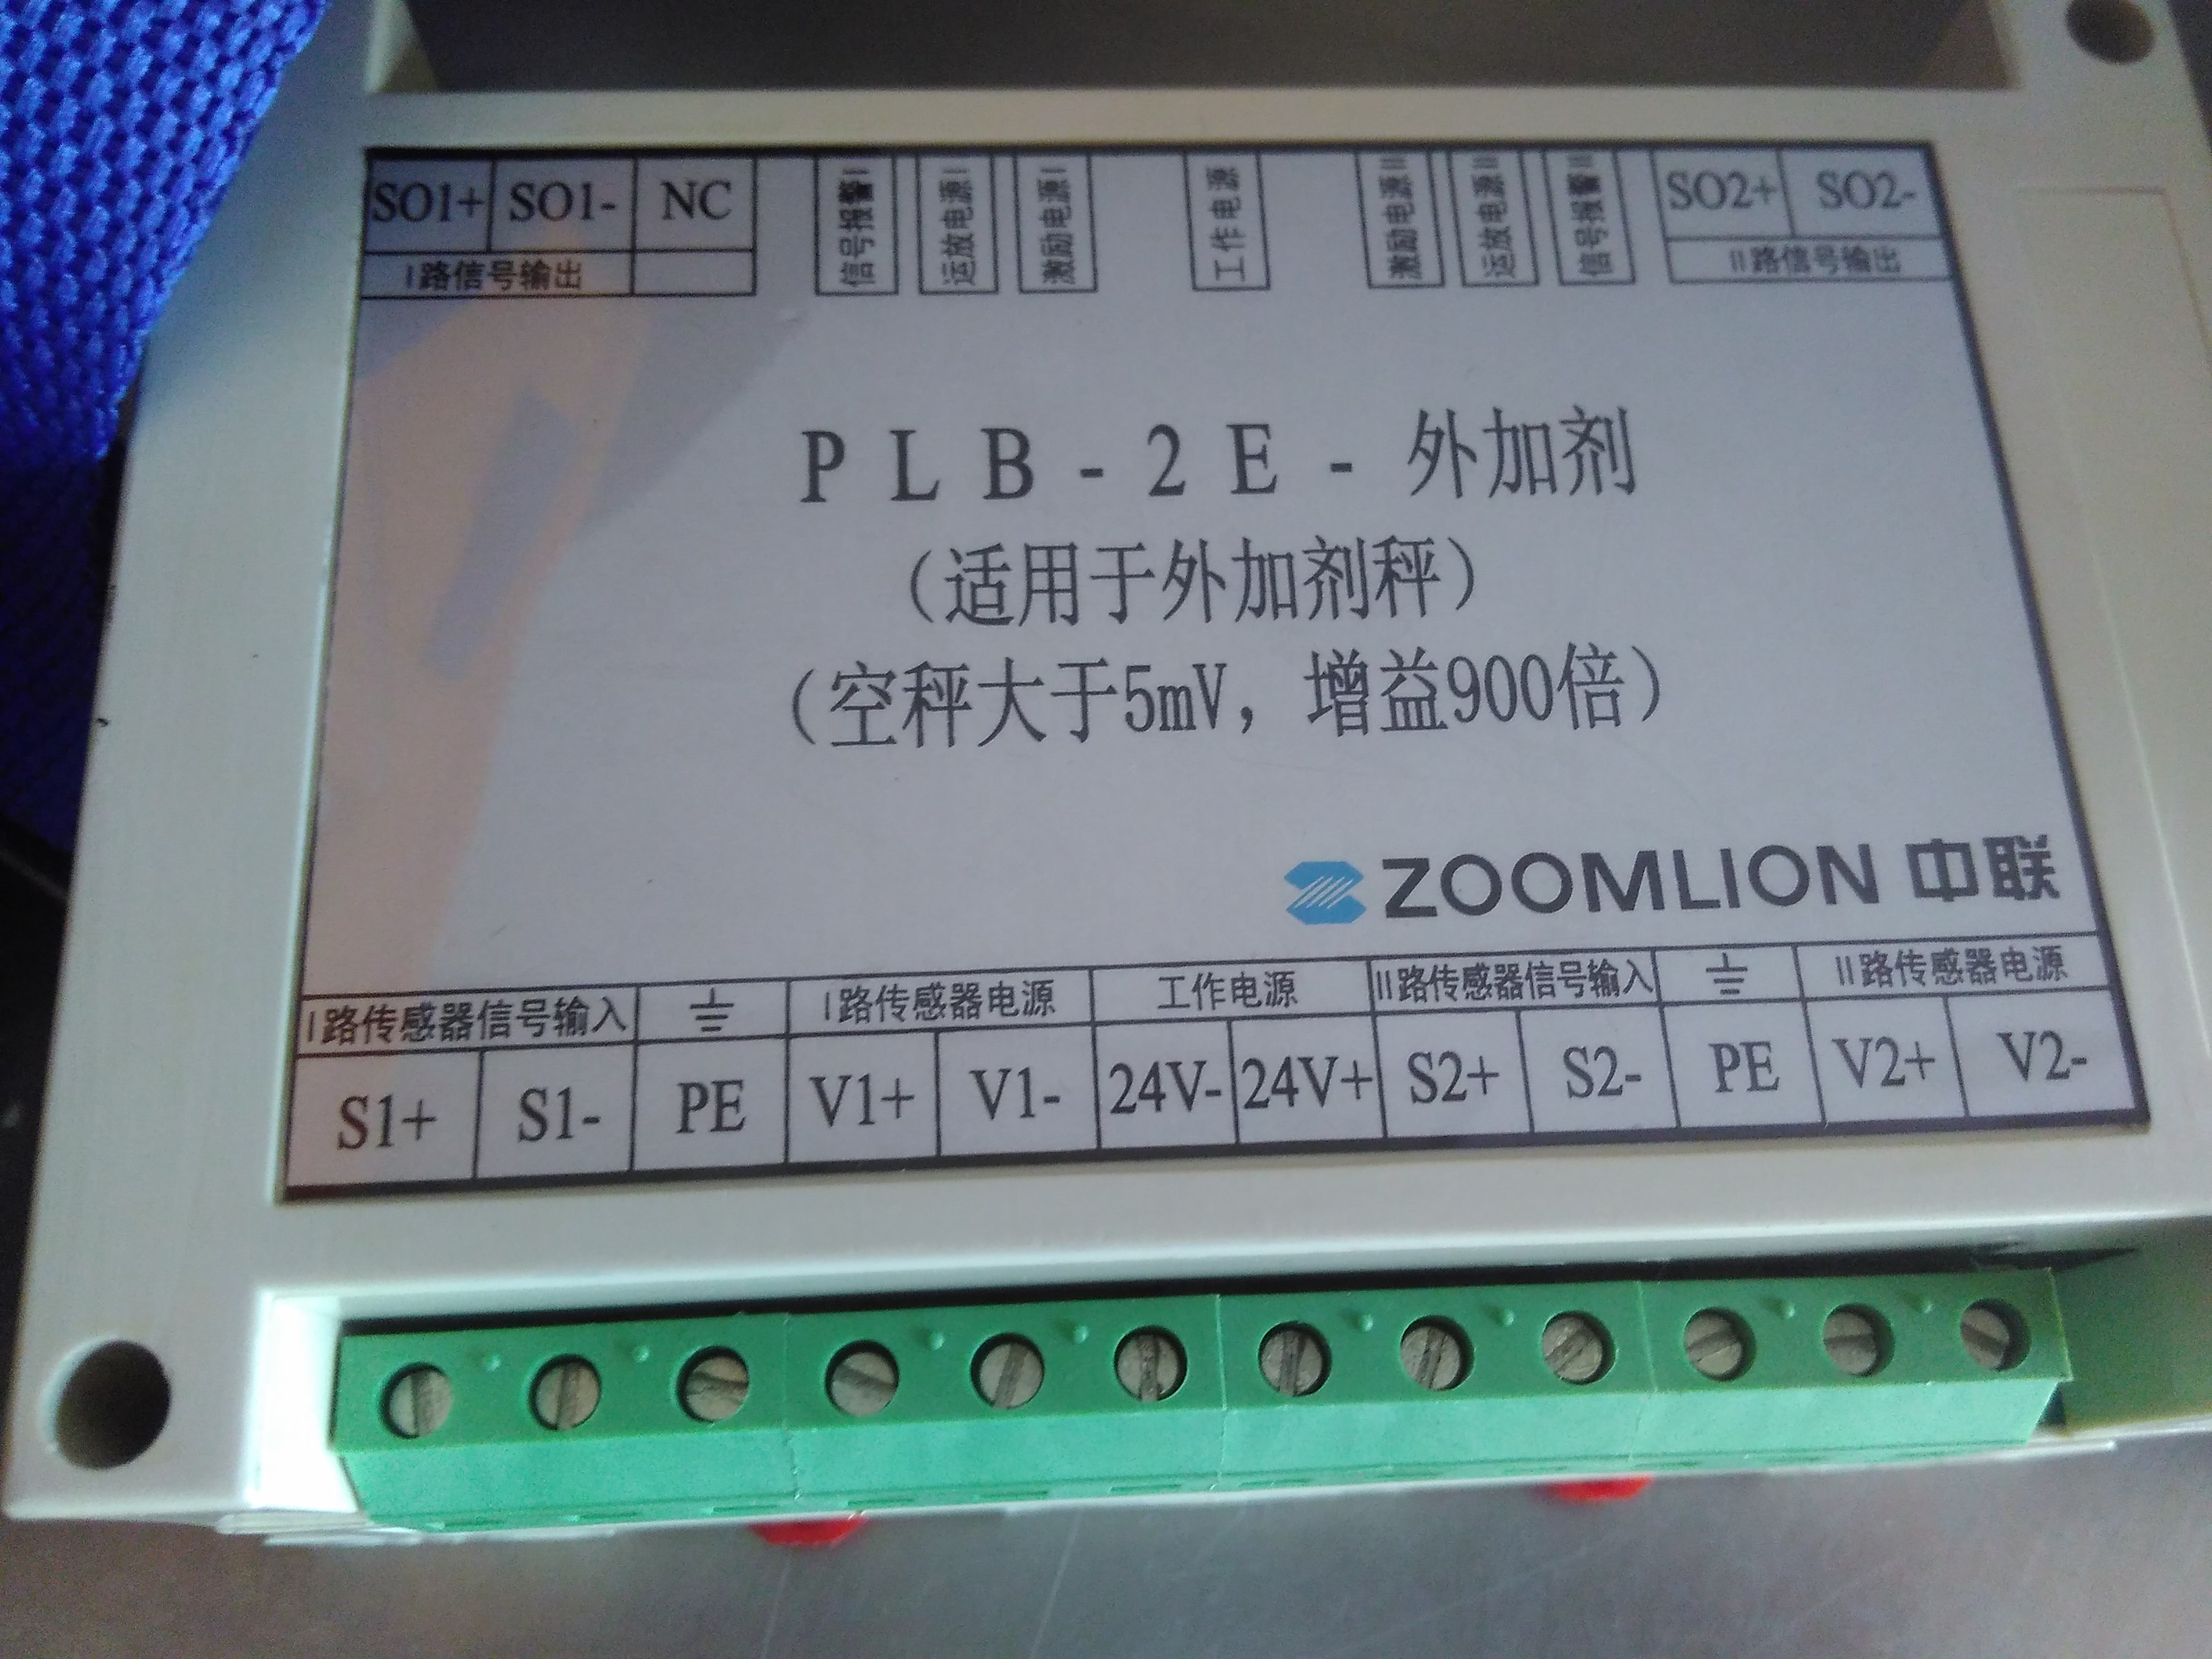 SO1+ SO1- NC 信号报警I 运放电源I 激励电源I 工作电源 激励电源II 运放电源II 信号报警II SO2+ SO2-
I路信号输出 II路信号输出
PLB-2E-外加剂
(适用于外加剂秤)
(空秤大于5mV，增益900倍)
ZOOMLION 中联
I路传感器信号输入 I路传感器电源 工作电源 II路传感器信号输入 II路传感器电源
S1+ S1- PE V1+ V1- 24V- 24V+ S2+ S2- PE V2+ V2-